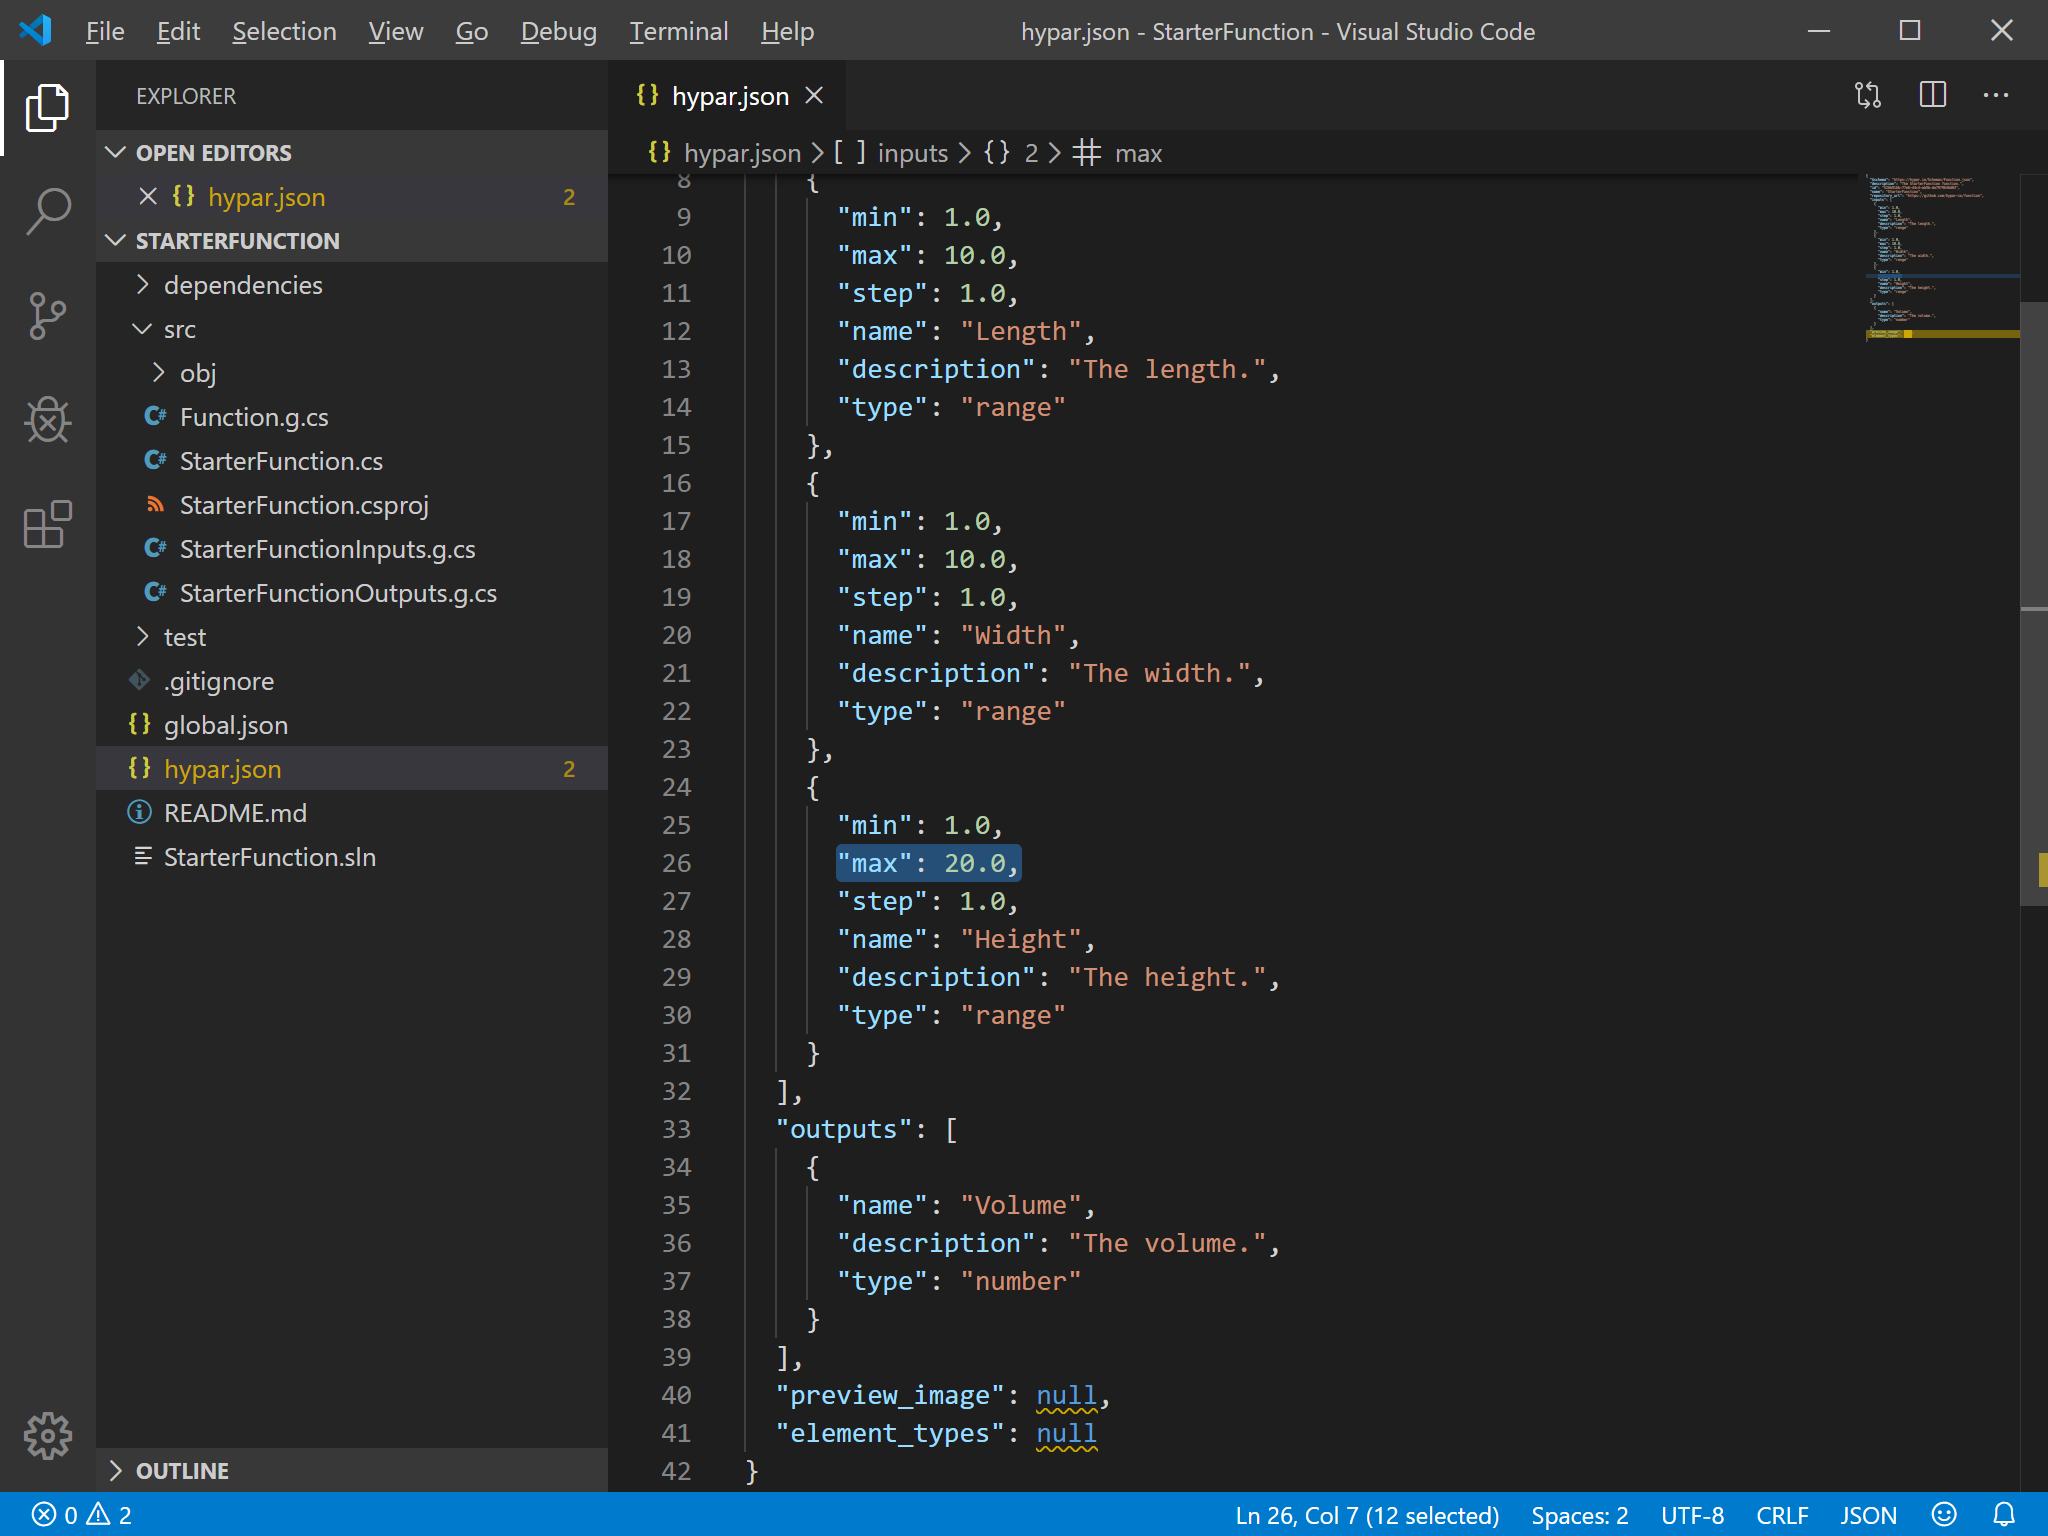 File Edit Selection View Go Debug Terminal Help hypar.json - StarterFunction - Visual Studio Code
EXPLORER
OPEN EDITORS
{} hypar.json 2
STARTERFUNCTION
dependencies
src
obj
C# Function.g.cs
C# StarterFunction.cs
StarterFunction.csproj
C# StarterFunctionInputs.g.cs
C# StarterFunctionOutputs.g.cs
test
.gitignore
{} global.json
{} hypar.json 2
README.md
StarterFunction.sln
OUTLINE
{} hypar.json
{} hypar.json > [ ] inputs > {} 2 > # max
8 {
9 "min": 1.0,
10 "max": 10.0,
11 "step": 1.0,
12 "name": "Length",
13 "description": "The length.",
14 "type": "range"
15 },
16 {
17 "min": 1.0,
18 "max": 10.0,
19 "step": 1.0,
20 "name": "Width",
21 "description": "The width.",
22 "type": "range"
23 },
24 {
25 "min": 1.0,
26 "max": 20.0,
27 "step": 1.0,
28 "name": "Height",
29 "description": "The height.",
30 "type": "range"
31 }
32 ],
33 "outputs": [
34 {
35 "name": "Volume",
36 "description": "The volume.",
37 "type": "number"
38 }
39 ],
40 "preview_image": null,
41 "element_types": null
42 }
0 2 Ln 26, Col 7 (12 selected) Spaces: 2 UTF-8 CRLF JSON